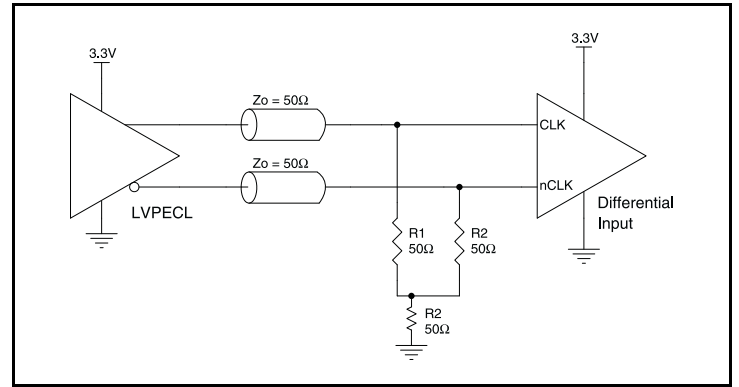 3.3V
3.3V
Zo = 50Ω
CLK
Zo = 50Ω
nCLK
LVPECL
Differential
Input
R1
50Ω
R2
50Ω
R2
50Ω